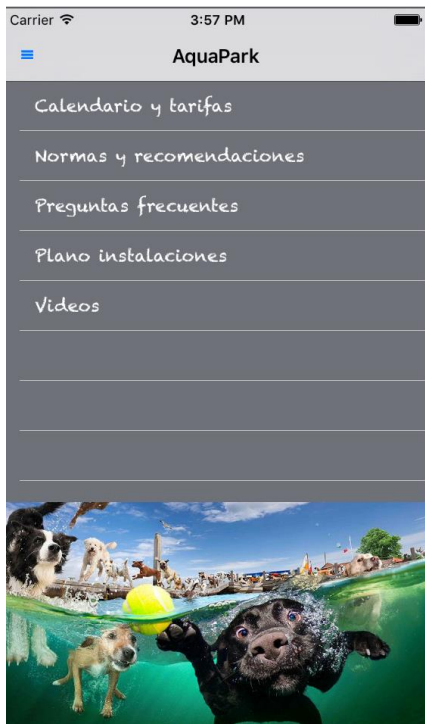 Carrier 3:57 PM
AquaPark
Calendario y tarifas
Normas y recomendaciones
Preguntas frecuentes
Plano instalaciones
Videos